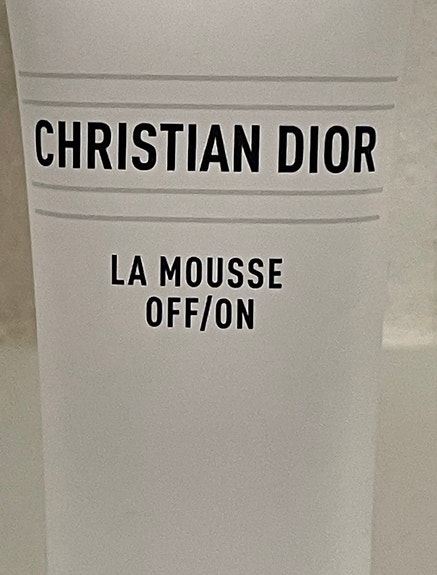 CHRISTIAN DIOR
LA MOUSSE
OFF/ON